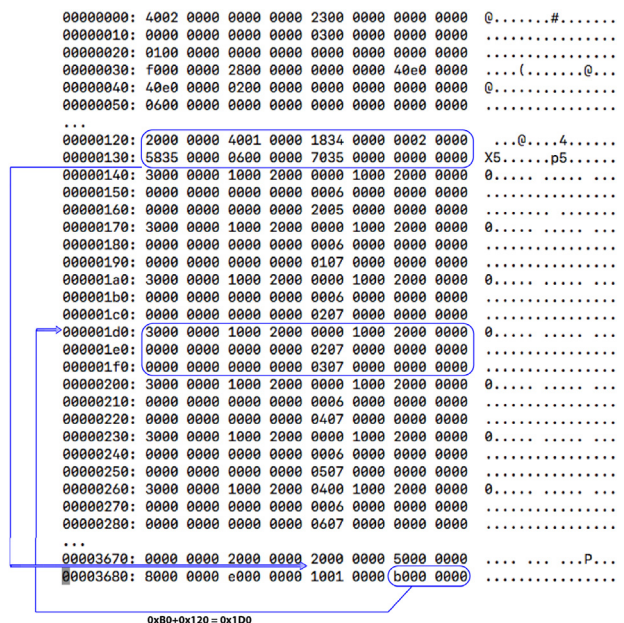 00000000: 4002 0000 0000 0000 2300 0000 0000 0000  @.......#.......
00000010: 0000 0000 0000 0000 0300 0000 0000 0000  ................
00000020: 0100 0000 0000 0000 0000 0000 0000 0000  ................
00000030: f000 0000 2800 0000 0000 0000 40e0 0000  ....(.......@...
00000040: 40e0 0000 0200 0000 0000 0000 0000 0000  @...............
00000050: 0600 0000 0000 0000 0000 0000 0000 0000  ................
...
00000120: 2000 0000 4001 0000 1834 0000 0002 0000   ...@....4......
00000130: 5835 0000 0600 0000 7035 0000 0000 0000  X5......p5......
00000140: 3000 0000 1000 2000 0000 1000 2000 0000  0..... ..... ...
00000150: 0000 0000 0000 0000 0006 0000 0000 0000  ................
00000160: 0000 0000 0000 0000 2005 0000 0000 0000  ........ .......
00000170: 3000 0000 1000 2000 0000 1000 2000 0000  0..... ..... ...
00000180: 0000 0000 0000 0000 0006 0000 0000 0000  ................
00000190: 0000 0000 0000 0000 0107 0000 0000 0000  ................
000001a0: 3000 0000 1000 2000 0000 1000 2000 0000  0..... ..... ...
000001b0: 0000 0000 0000 0000 0006 0000 0000 0000  ................
000001c0: 0000 0000 0000 0000 0207 0000 0000 0000  ................
000001d0: 3000 0000 1000 2000 0000 1000 2000 0000  0..... ..... ...
000001e0: 0000 0000 0000 0000 0207 0000 0000 0000  ................
000001f0: 0000 0000 0000 0000 0307 0000 0000 0000  ................
00000200: 3000 0000 1000 2000 0000 1000 2000 0000  0..... ..... ...
00000210: 0000 0000 0000 0000 0006 0000 0000 0000  ................
00000220: 0000 0000 0000 0000 0407 0000 0000 0000  ................
00000230: 3000 0000 1000 2000 0000 1000 2000 0000  0..... ..... ...
00000240: 0000 0000 0000 0000 0006 0000 0000 0000  ................
00000250: 0000 0000 0000 0000 0507 0000 0000 0000  ................
00000260: 3000 0000 1000 2000 0400 1000 2000 0000  0..... ..... ...
00000270: 0000 0000 0000 0000 0006 0000 0000 0000  ................
00000280: 0000 0000 0000 0000 0607 0000 0000 0000  ................
...
00003670: 0000 0000 2000 0000 2000 0000 5000 0000  .... ... ...P...
00003680: 8000 0000 e000 0000 1001 0000 b000 0000  ................
0xB0+0x120 = 0x1D0